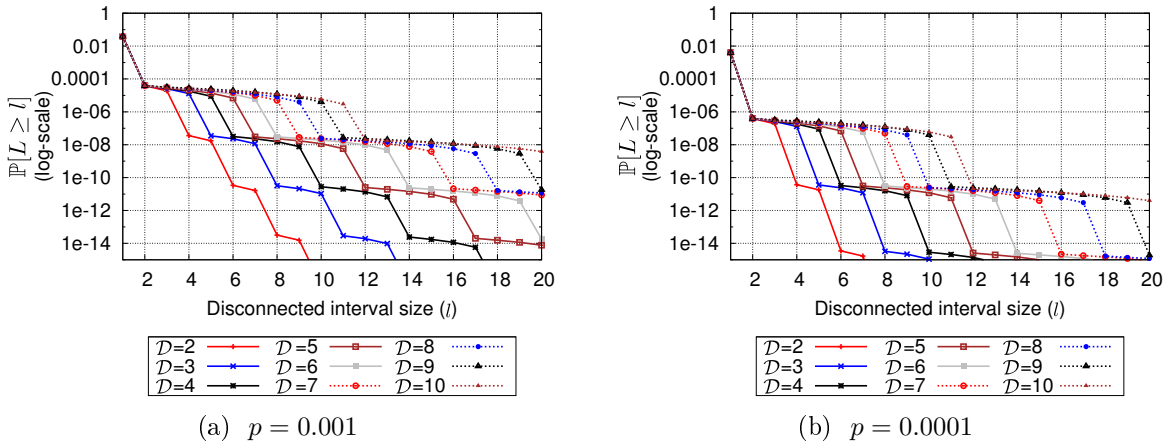 1
0.01
0.0001
1e-06
1e-08
1e-10
1e-12
1e-14
ℙ[L ≥ l]
(log-scale)
2 4 6 8 10 12 14 16 18 20
Disconnected interval size (l)
𝒟=2 𝒟=5 𝒟=8
𝒟=3 𝒟=6 𝒟=9
𝒟=4 𝒟=7 𝒟=10
(a) p = 0.001
1
0.01
0.0001
1e-06
1e-08
1e-10
1e-12
1e-14
ℙ[L ≥ l]
(log-scale)
2 4 6 8 10 12 14 16 18 20
Disconnected interval size (l)
𝒟=2 𝒟=5 𝒟=8
𝒟=3 𝒟=6 𝒟=9
𝒟=4 𝒟=7 𝒟=10
(b) p = 0.0001